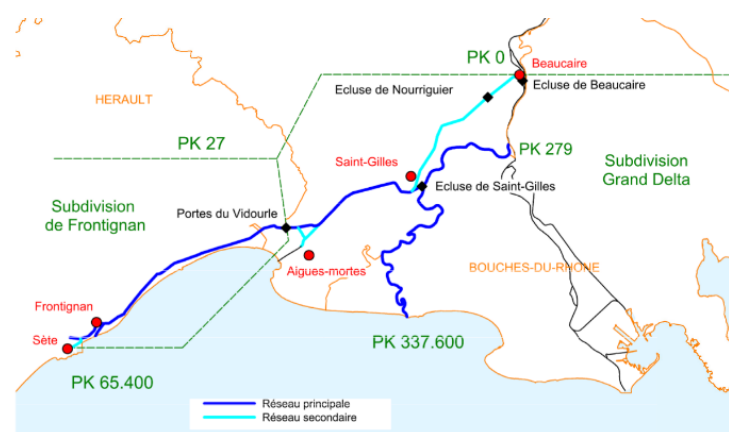 PK 0
Beaucaire
Ecluse de Nourriguier
Ecluse de Beaucaire
HERAULT
PK 27
PK 279
Saint-Gilles
Subdivision
Grand Delta
Ecluse de Saint-Gilles
Subdivision
de Frontignan
Portes du Vidourle
Aigues-mortes
BOUCHES-DU-RHONE
Frontignan
Sète
PK 337.600
PK 65.400
Réseau principale
Réseau secondaire